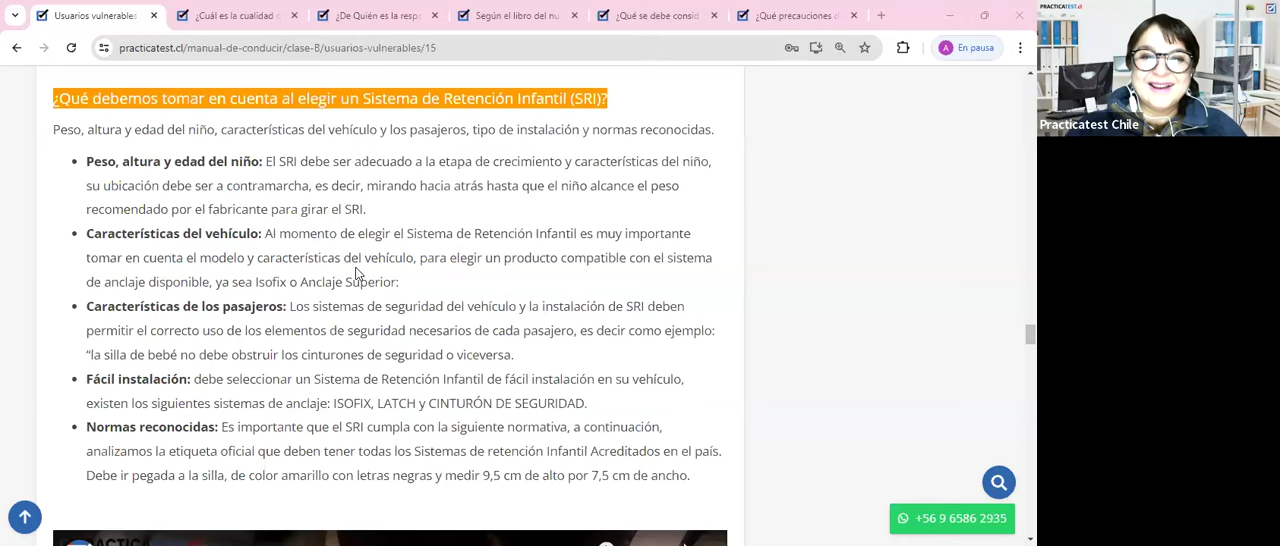 Usuarios vulnerables
¿Cuál es la cualidad q
¿De Quién es la resp
Según el libro del nu
¿Qué se debe consid
¿Qué precauciones d
practicatest.cl/manual-de-conducir/clase-B/usuarios-vulnerables/15
A En pausa
PRACTICATEST.cl
Practicatest Chile
¿Qué debemos tomar en cuenta al elegir un Sistema de Retención Infantil (SRI)?
Peso, altura y edad del niño, características del vehículo y los pasajeros, tipo de instalación y normas reconocidas.
• Peso, altura y edad del niño: El SRI debe ser adecuado a la etapa de crecimiento y características del niño,
su ubicación debe ser a contramarcha, es decir, mirando hacia atrás hasta que el niño alcance el peso
recomendado por el fabricante para girar el SRI.
• Características del vehículo: Al momento de elegir el Sistema de Retención Infantil es muy importante
tomar en cuenta el modelo y características del vehículo, para elegir un producto compatible con el sistema
de anclaje disponible, ya sea Isofix o Anclaje Superior:
• Características de los pasajeros: Los sistemas de seguridad del vehículo y la instalación de SRI deben
permitir el correcto uso de los elementos de seguridad necesarios de cada pasajero, es decir como ejemplo:
“la silla de bebé no debe obstruir los cinturones de seguridad o viceversa.
• Fácil instalación: debe seleccionar un Sistema de Retención Infantil de fácil instalación en su vehículo,
existen los siguientes sistemas de anclaje: ISOFIX, LATCH y CINTURÓN DE SEGURIDAD.
• Normas reconocidas: Es importante que el SRI cumpla con la siguiente normativa, a continuación,
analizamos la etiqueta oficial que deben tener todas los Sistemas de retención Infantil Acreditados en el país.
Debe ir pegada a la silla, de color amarillo con letras negras y medir 9,5 cm de alto por 7,5 cm de ancho.
+56 9 6586 2935